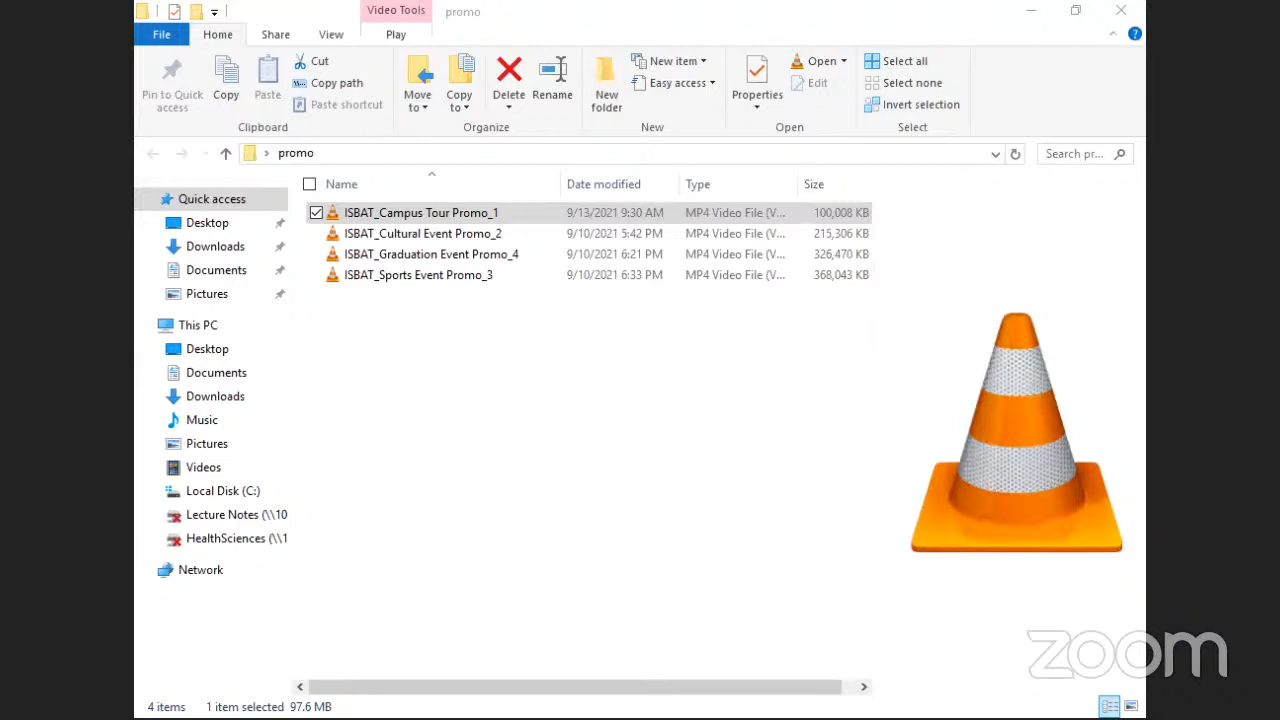 Video Tools promo
File Home Share View Play
Pin to Quick access
Copy
Paste
Cut
Copy path
Paste shortcut
Clipboard
Move to
Copy to
Delete
Rename
Organize
New folder
New item
Easy access
New
Properties
Open
Edit
Open
Select all
Select none
Invert selection
Select
promo
Search pr...
Name Date modified Type Size
ISBAT_Campus Tour Promo_1 9/13/2021 9:30 AM MP4 Video File (V... 100,008 KB
ISBAT_Cultural Event Promo_2 9/10/2021 5:42 PM MP4 Video File (V... 215,306 KB
ISBAT_Graduation Event Promo_4 9/10/2021 6:21 PM MP4 Video File (V... 326,470 KB
ISBAT_Sports Event Promo_3 9/10/2021 6:33 PM MP4 Video File (V... 368,043 KB
Quick access
Desktop
Downloads
Documents
Pictures
This PC
Desktop
Documents
Downloads
Music
Pictures
Videos
Local Disk (C:)
Lecture Notes (\\10
HealthSciences (\\1
Network
4 items 1 item selected 97.6 MB
zoom